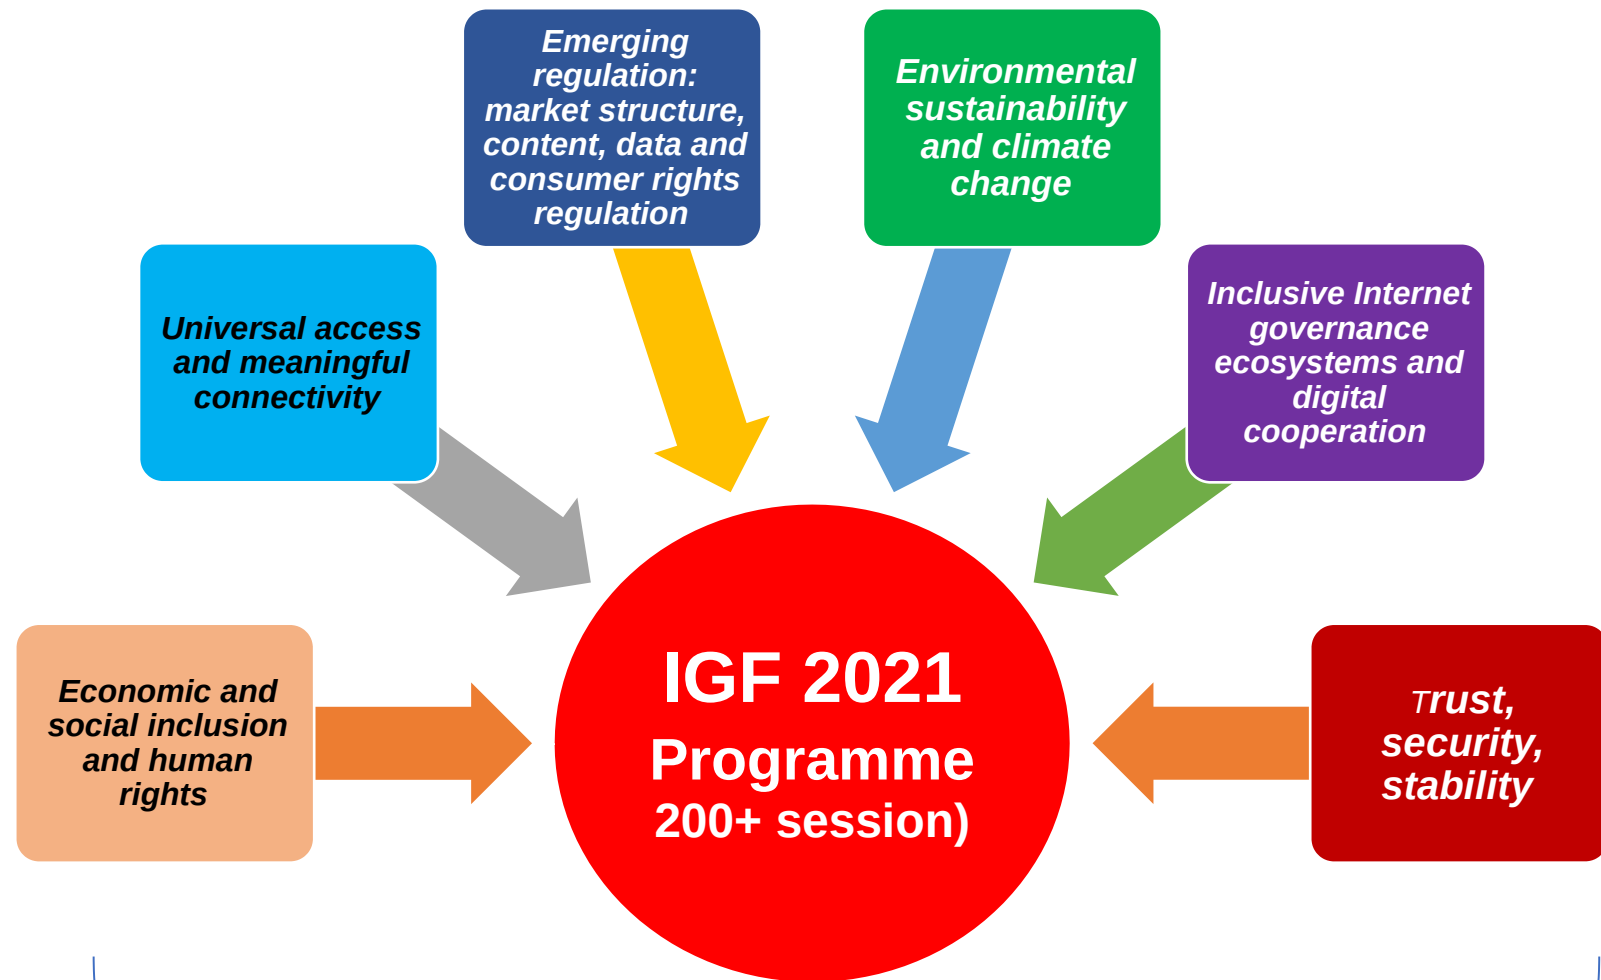 Emerging
regulation:
market structure,
content, data and
consumer rights
regulation
Environmental
sustainability
and climate
change
Universal access
and meaningful
connectivity
Inclusive Internet
governance
ecosystems and
digital
cooperation
Economic and
social inclusion
and human
rights
IGF 2021
Programme
200+ session)
Trust,
security,
stability